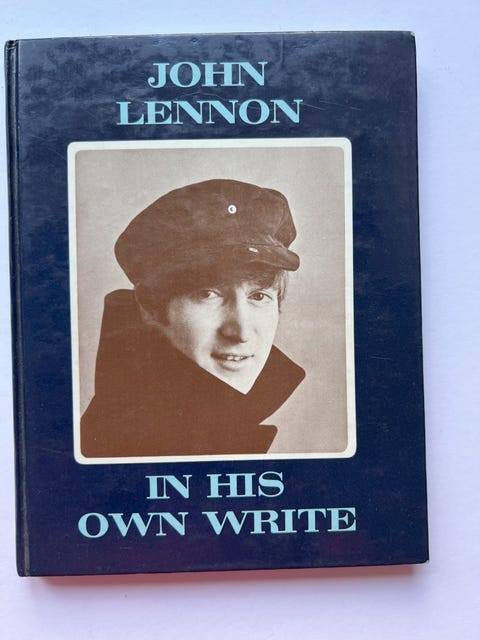 JOHN
LENNON
IN HIS
OWN WRITE